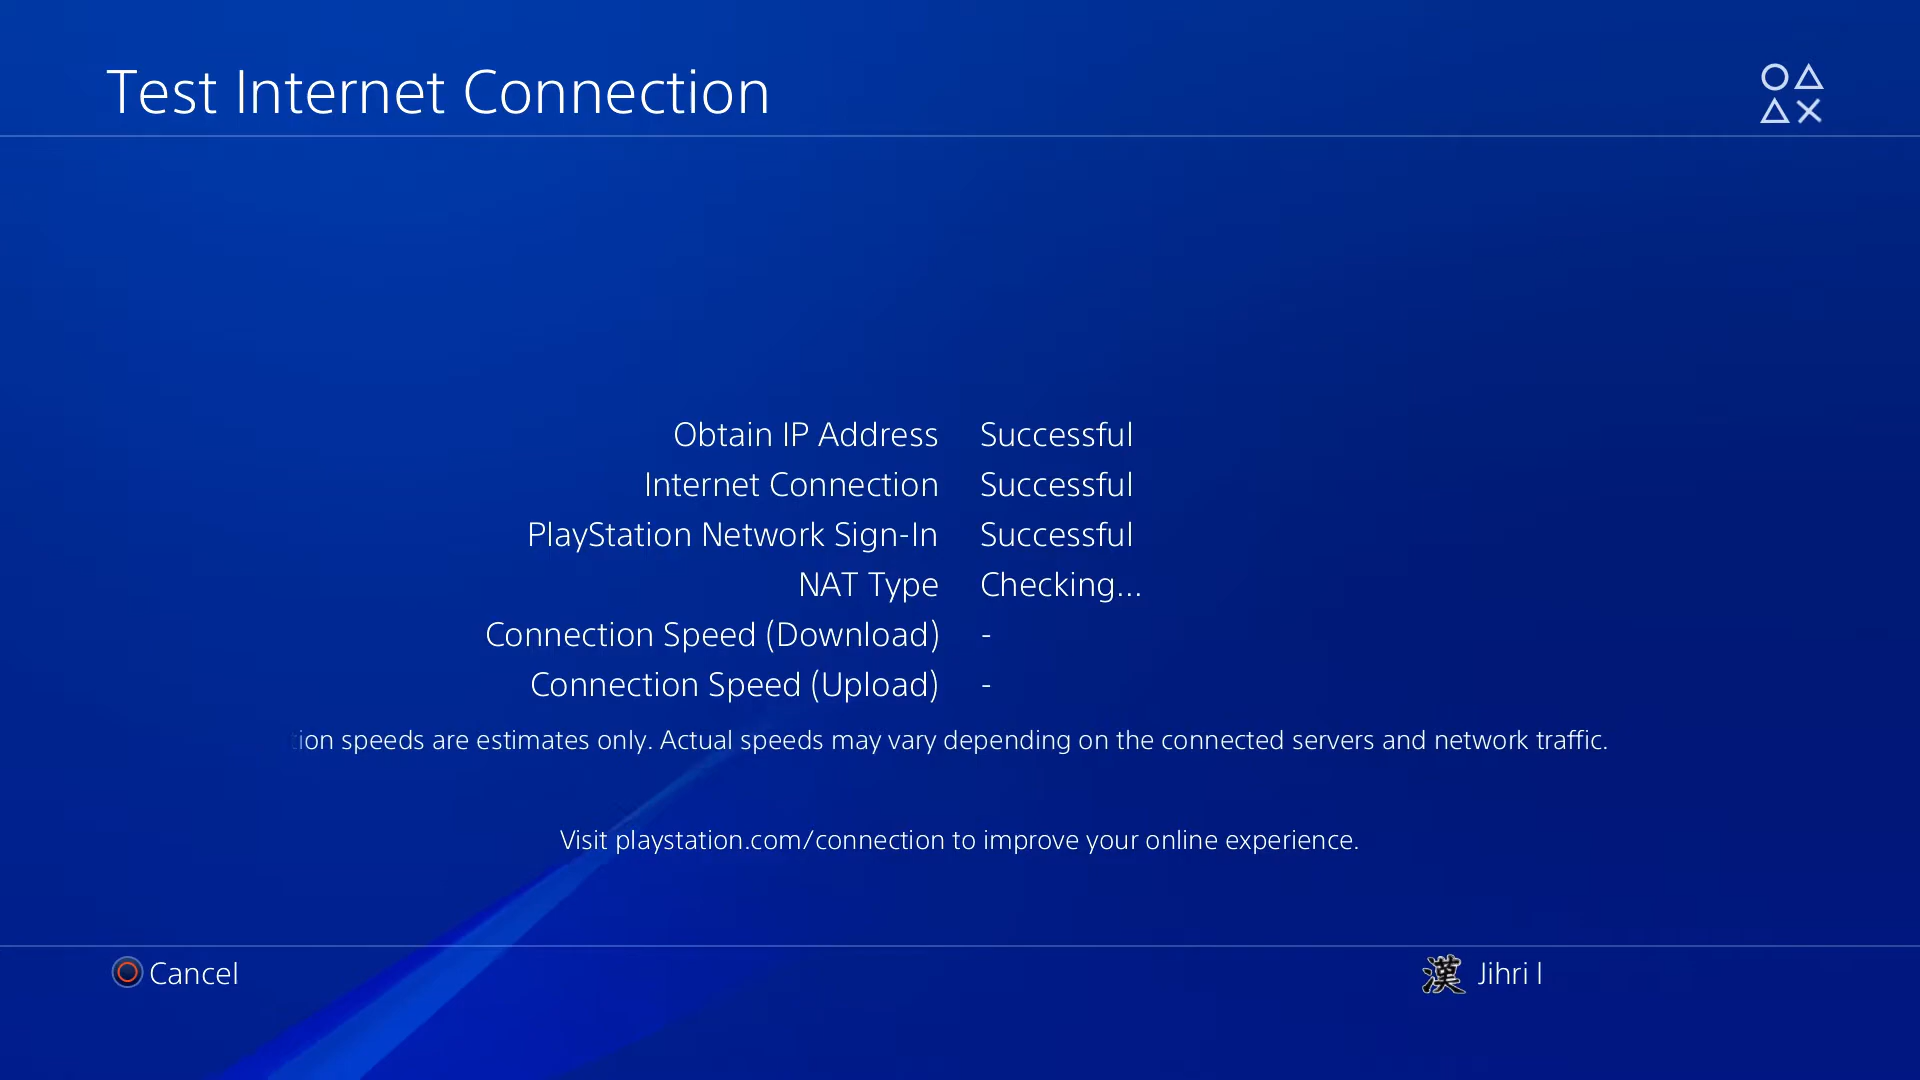 Test Internet Connection
Obtain IP Address Successful
Internet Connection Successful
PlayStation Network Sign-In Successful
NAT Type Checking...
Connection Speed (Download) -
Connection Speed (Upload) -
speeds are estimates only. Actual speeds may vary depending on the connected servers and network traffic.
Visit playstation.com/connection to improve your online experience.
Cancel
漢 Jihri l